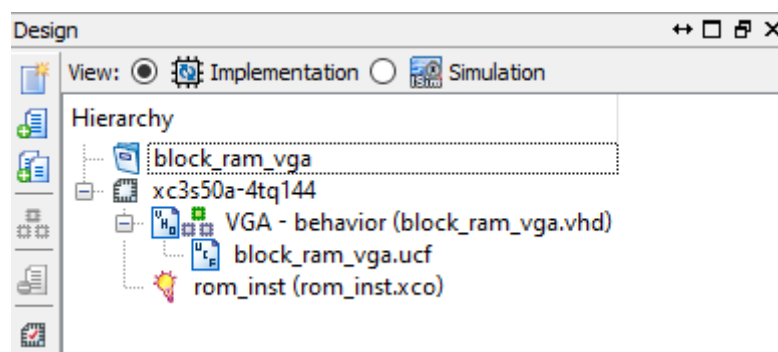 Design
View: Implementation Simulation
Hierarchy
block_ram_vga
xc3s50a-4tq144
VGA - behavior (block_ram_vga.vhd)
block_ram_vga.ucf
rom_inst (rom_inst.xco)